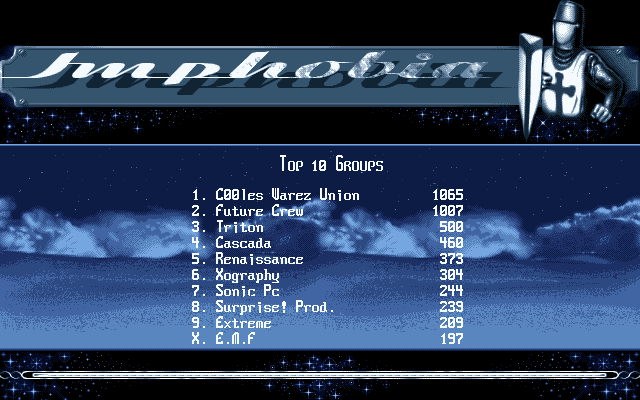 Imphobia
Top 10 Groups
1. C00les Warez Union 1065
2. Future Crew 1007
3. Triton 500
4. Cascada 460
5. Renaissance 373
6. Xography 304
7. Sonic Pc 244
8. Surprise! Prod. 239
9. Extreme 209
X. E.M.F 197